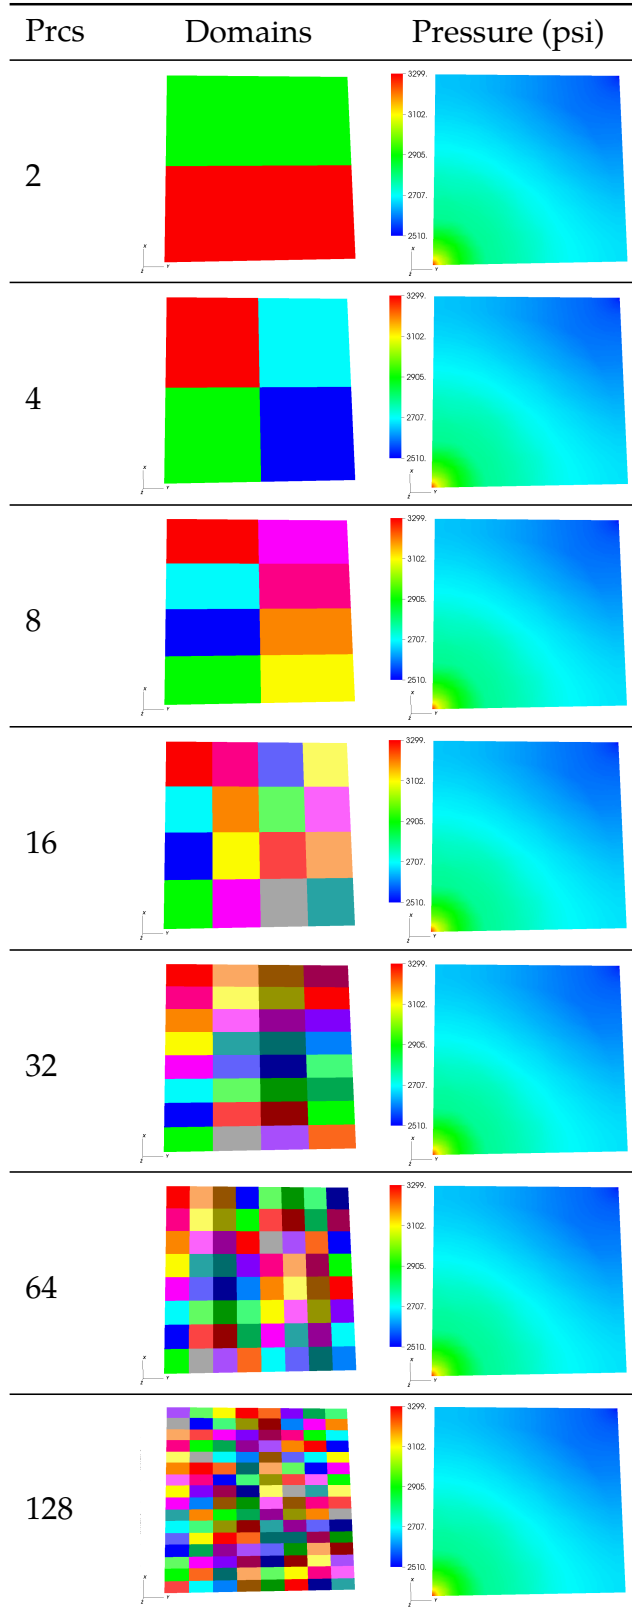 Prcs Domains Pressure (psi)
2
3299.
3102.
2905.
2707.
2510.
X
Z Y
X
Z Y
4
3299.
3102.
2905.
2707.
2510.
X
Z Y
X
Z Y
8
3299.
3102.
2905.
2707.
2510.
X
Z Y
X
Z Y
16
3299.
3102.
2905.
2707.
2510.
X
Z Y
X
Z Y
32
3299.
3102.
2905.
2707.
2510.
X
Z Y
X
Z Y
64
3299.
3102.
2905.
2707.
2510.
X
Z Y
X
Z Y
128
3299.
3102.
2905.
2707.
2510.
X
Z Y
X
Z Y